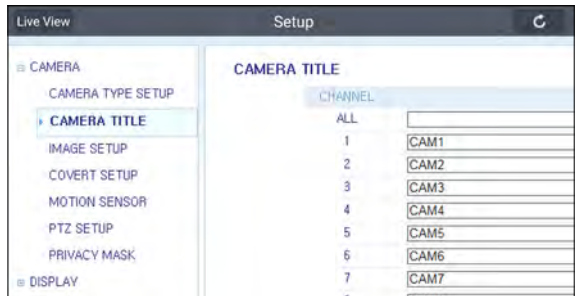 Live View Setup
CAMERA
CAMERA TYPE SETUP
CAMERA TITLE
IMAGE SETUP
COVERT SETUP
MOTION SENSOR
PTZ SETUP
PRIVACY MASK
DISPLAY
CAMERA TITLE
CHANNEL
ALL
1 CAM1
2 CAM2
3 CAM3
4 CAM4
5 CAM5
6 CAM6
7 CAM7